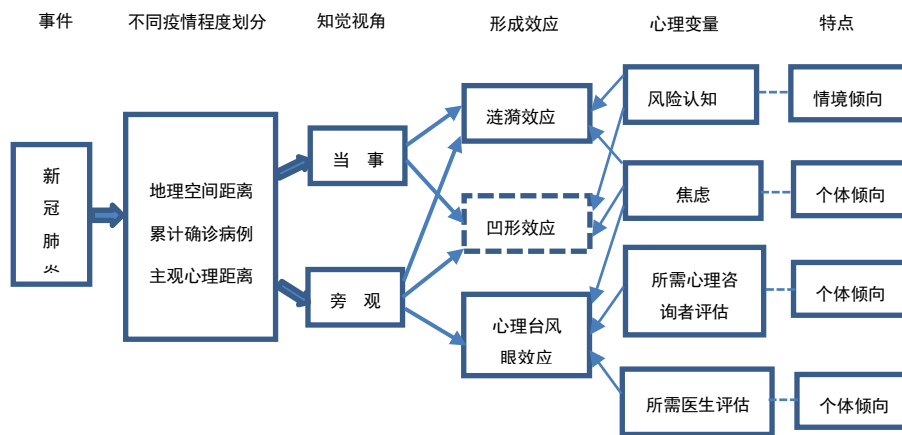 事件 不同疫情程度划分 知觉视角 形成效应 心理变量 特点
新
冠
肺
地理空间距离
累计确诊病例
主观心理距离
当 事
旁 观
涟漪效应
凹形效应
心理台风
眼效应
风险认知
焦虑
所需心理咨
询者评估
所需医生评估
情境倾向
个体倾向
个体倾向
个体倾向